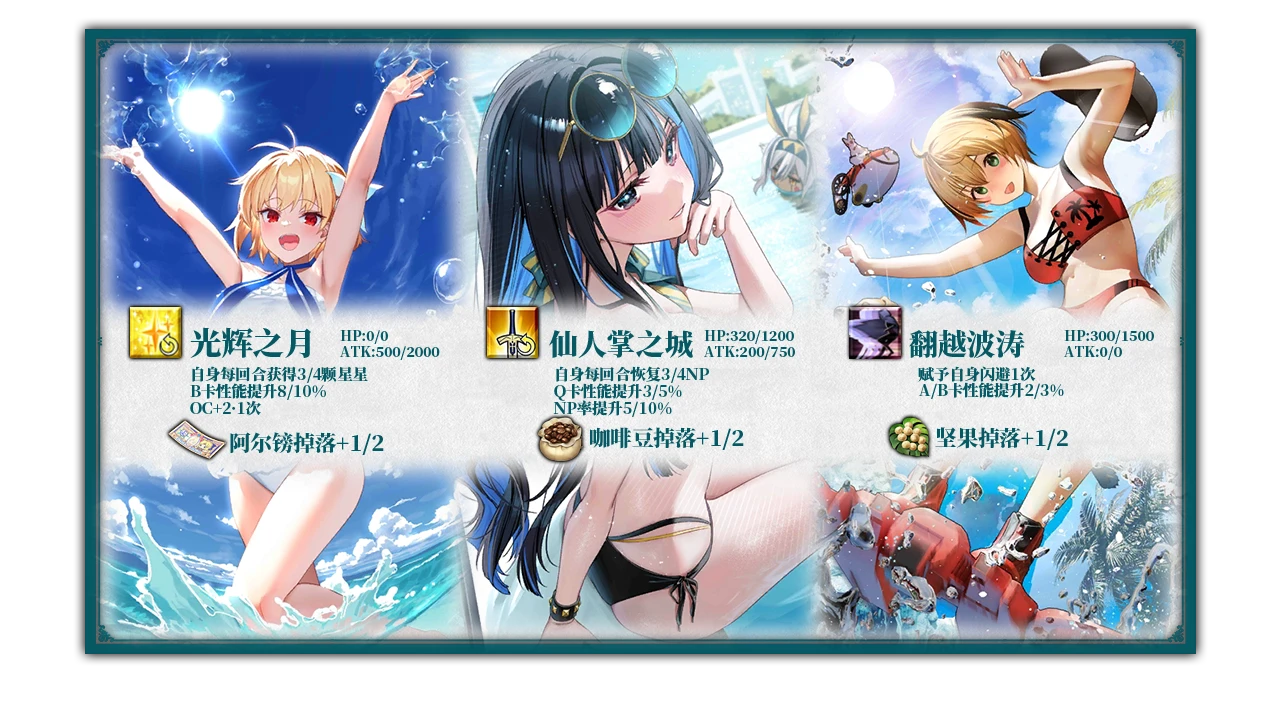 光辉之月
HP:0/0
ATK:500/2000
自身每回合获得3/4颗星星
B卡性能提升8/10%
OC+2·1次
阿尔镑掉落+1/2
仙人掌之城
HP:320/1200
ATK:200/750
自身每回合恢复3/4NP
Q卡性能提升3/5%
NP率提升5/10%
咖啡豆掉落+1/2
翻越波涛
HP:300/1500
ATK:0/0
赋予自身闪避1次
A/B卡性能提升2/3%
坚果掉落+1/2